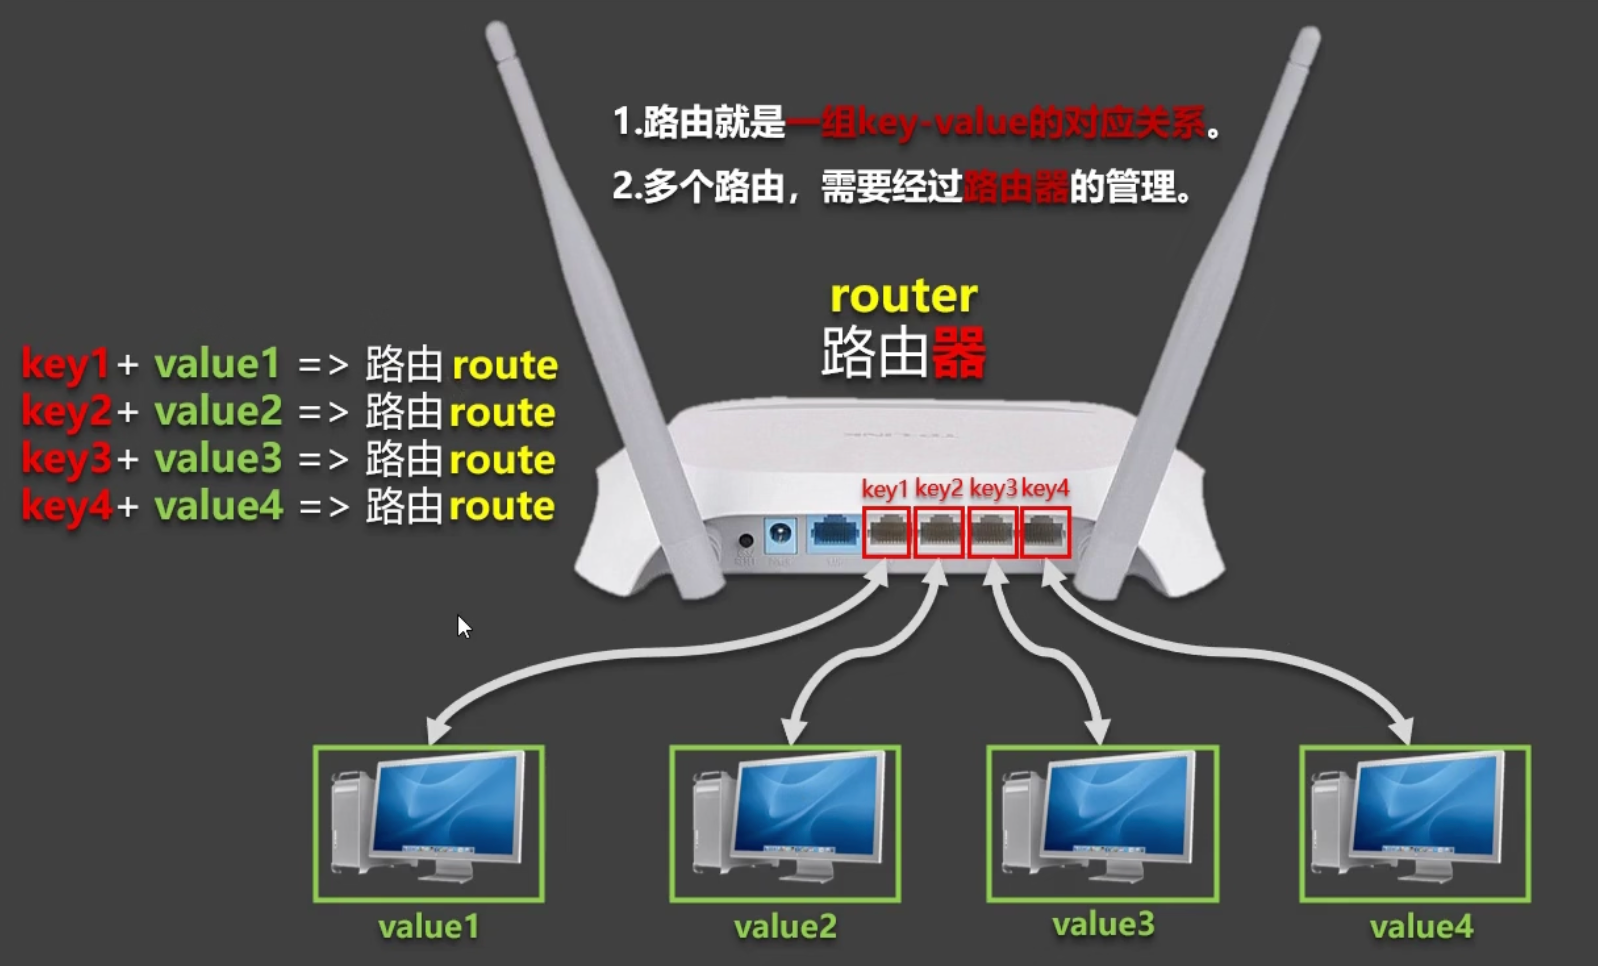 1.路由就是一组key-value的对应关系。
2.多个路由，需要经过路由器的管理。
router
路由器
key1+ value1 => 路由 route
key2+ value2 => 路由 route
key3+ value3 => 路由 route
key4+ value4 => 路由 route
TP-LINK
key1 key2 key3 key4
value1 value2 value3 value4